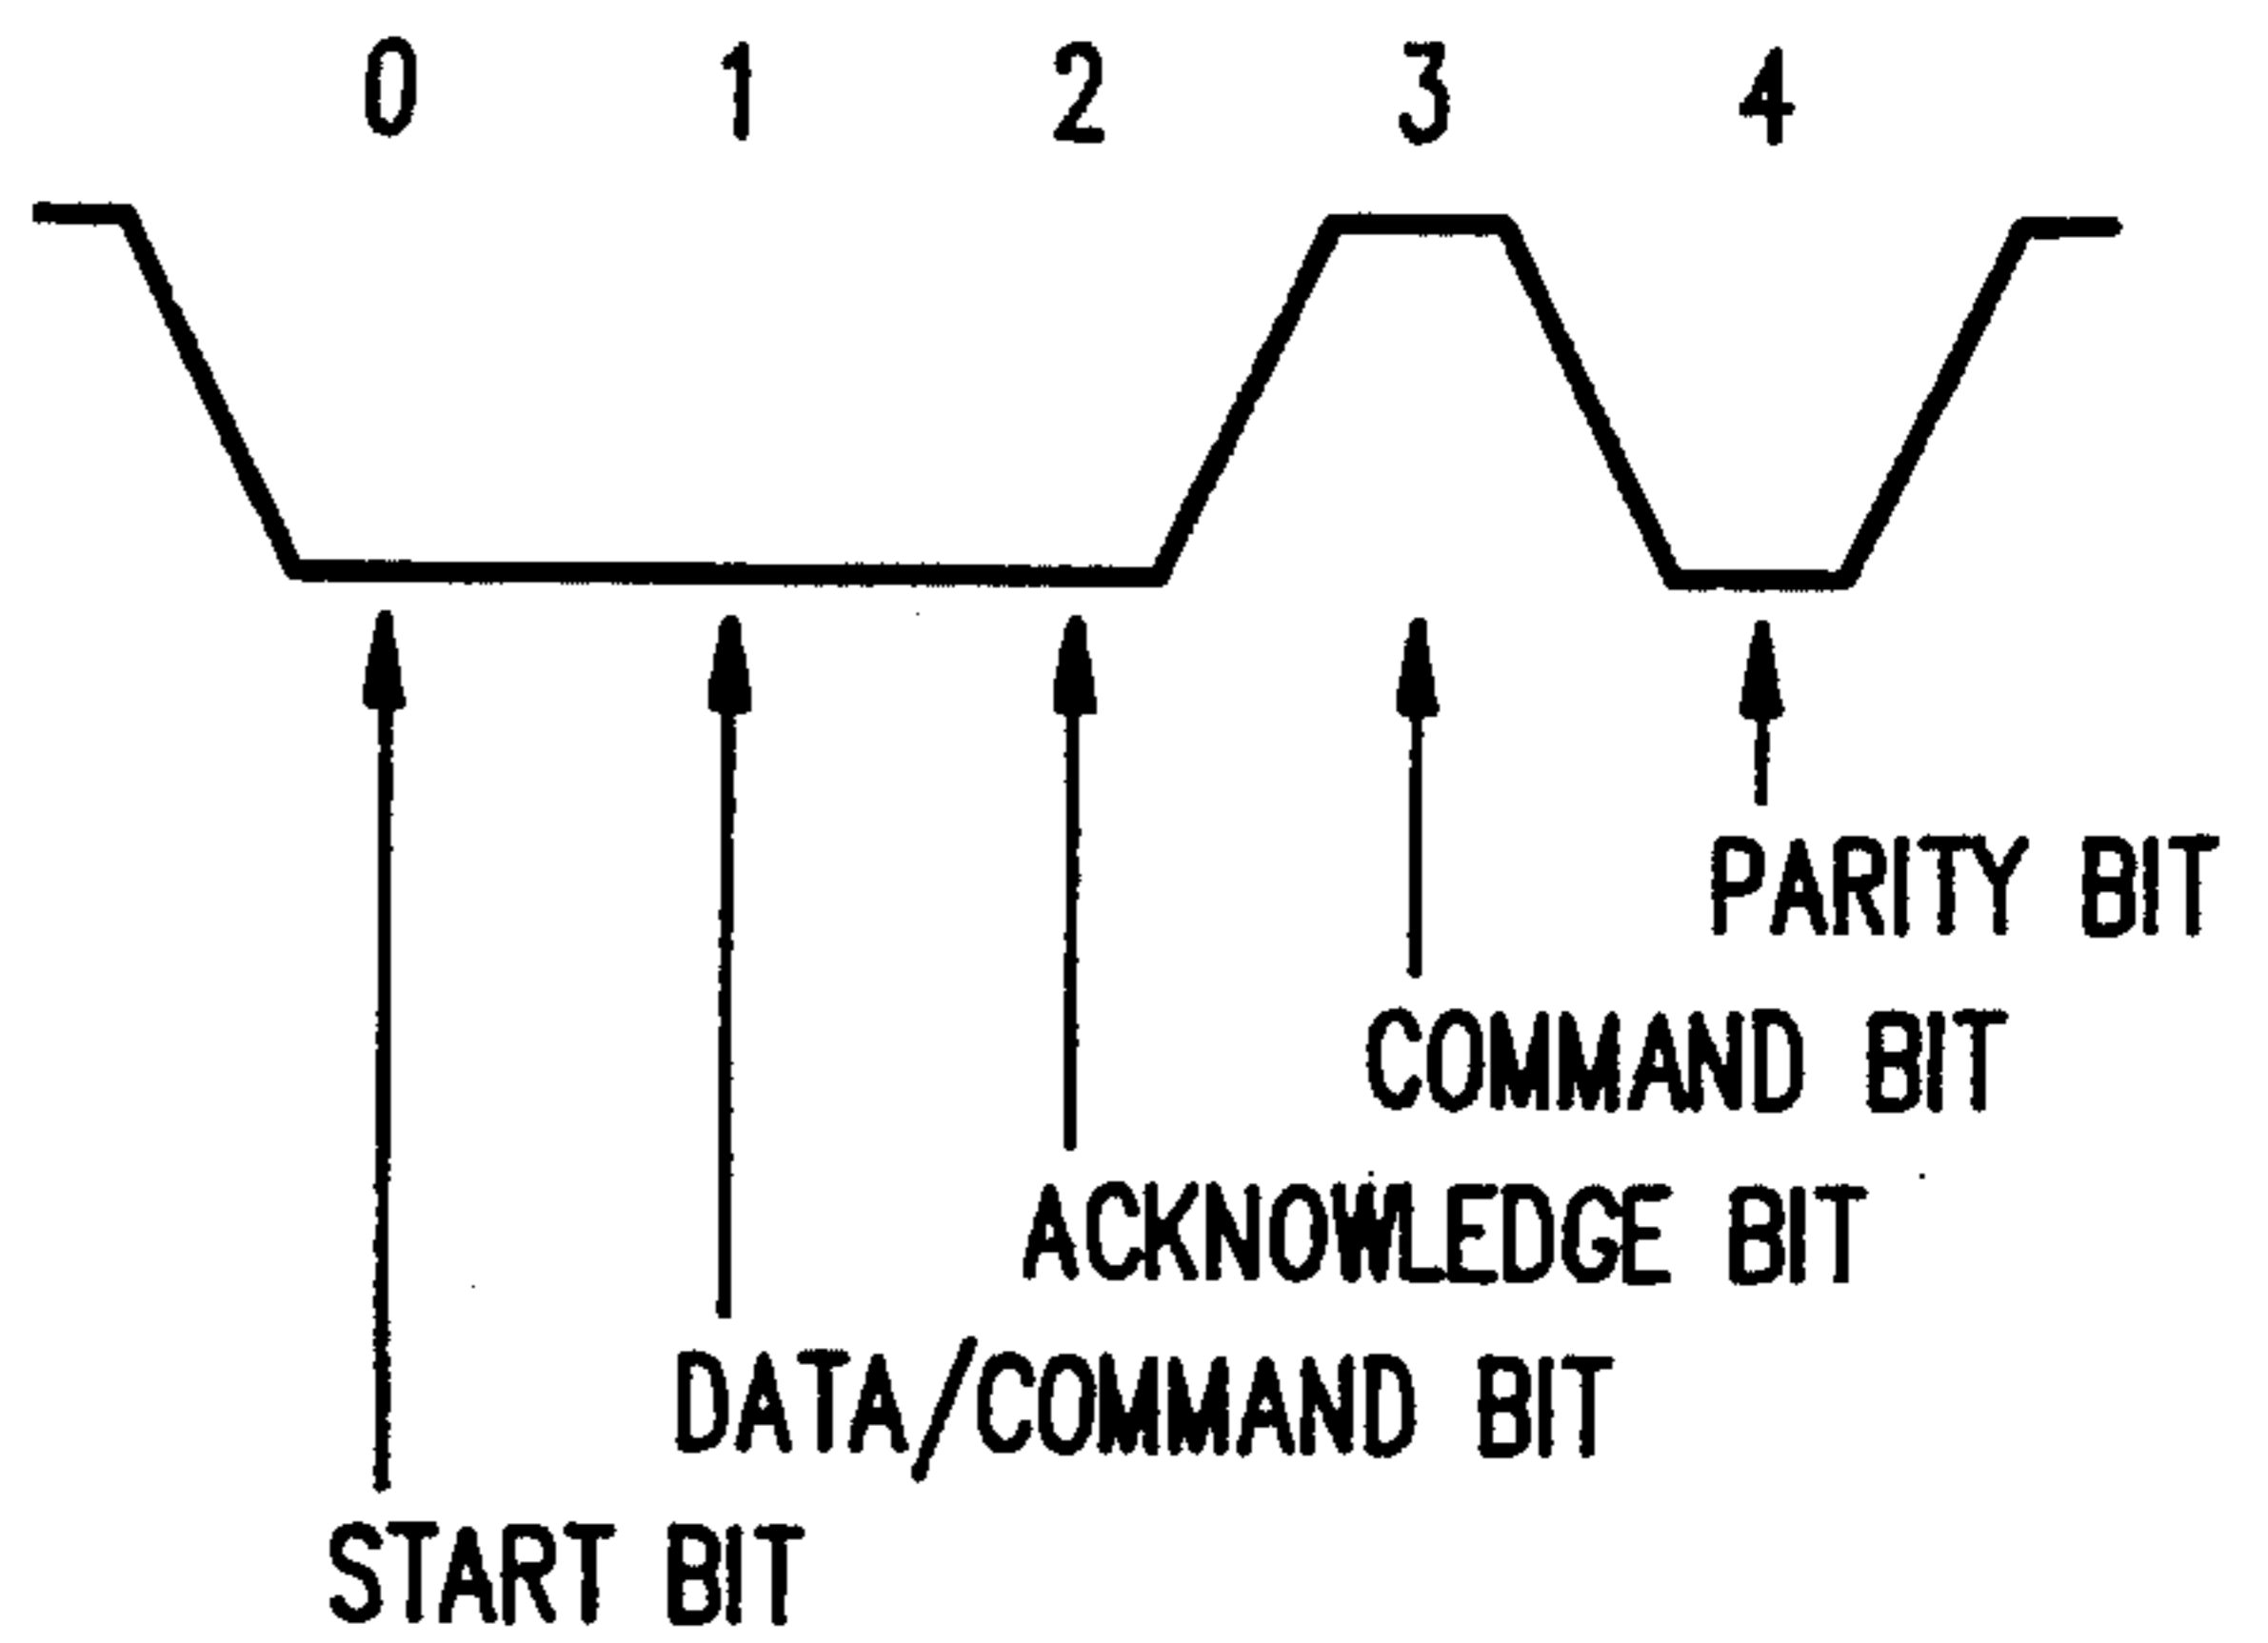 0 1 2 3 4
PARITY BIT
COMMAND BIT
ACKNOWLEDGE BIT
DATA/COMMAND BIT
START BIT